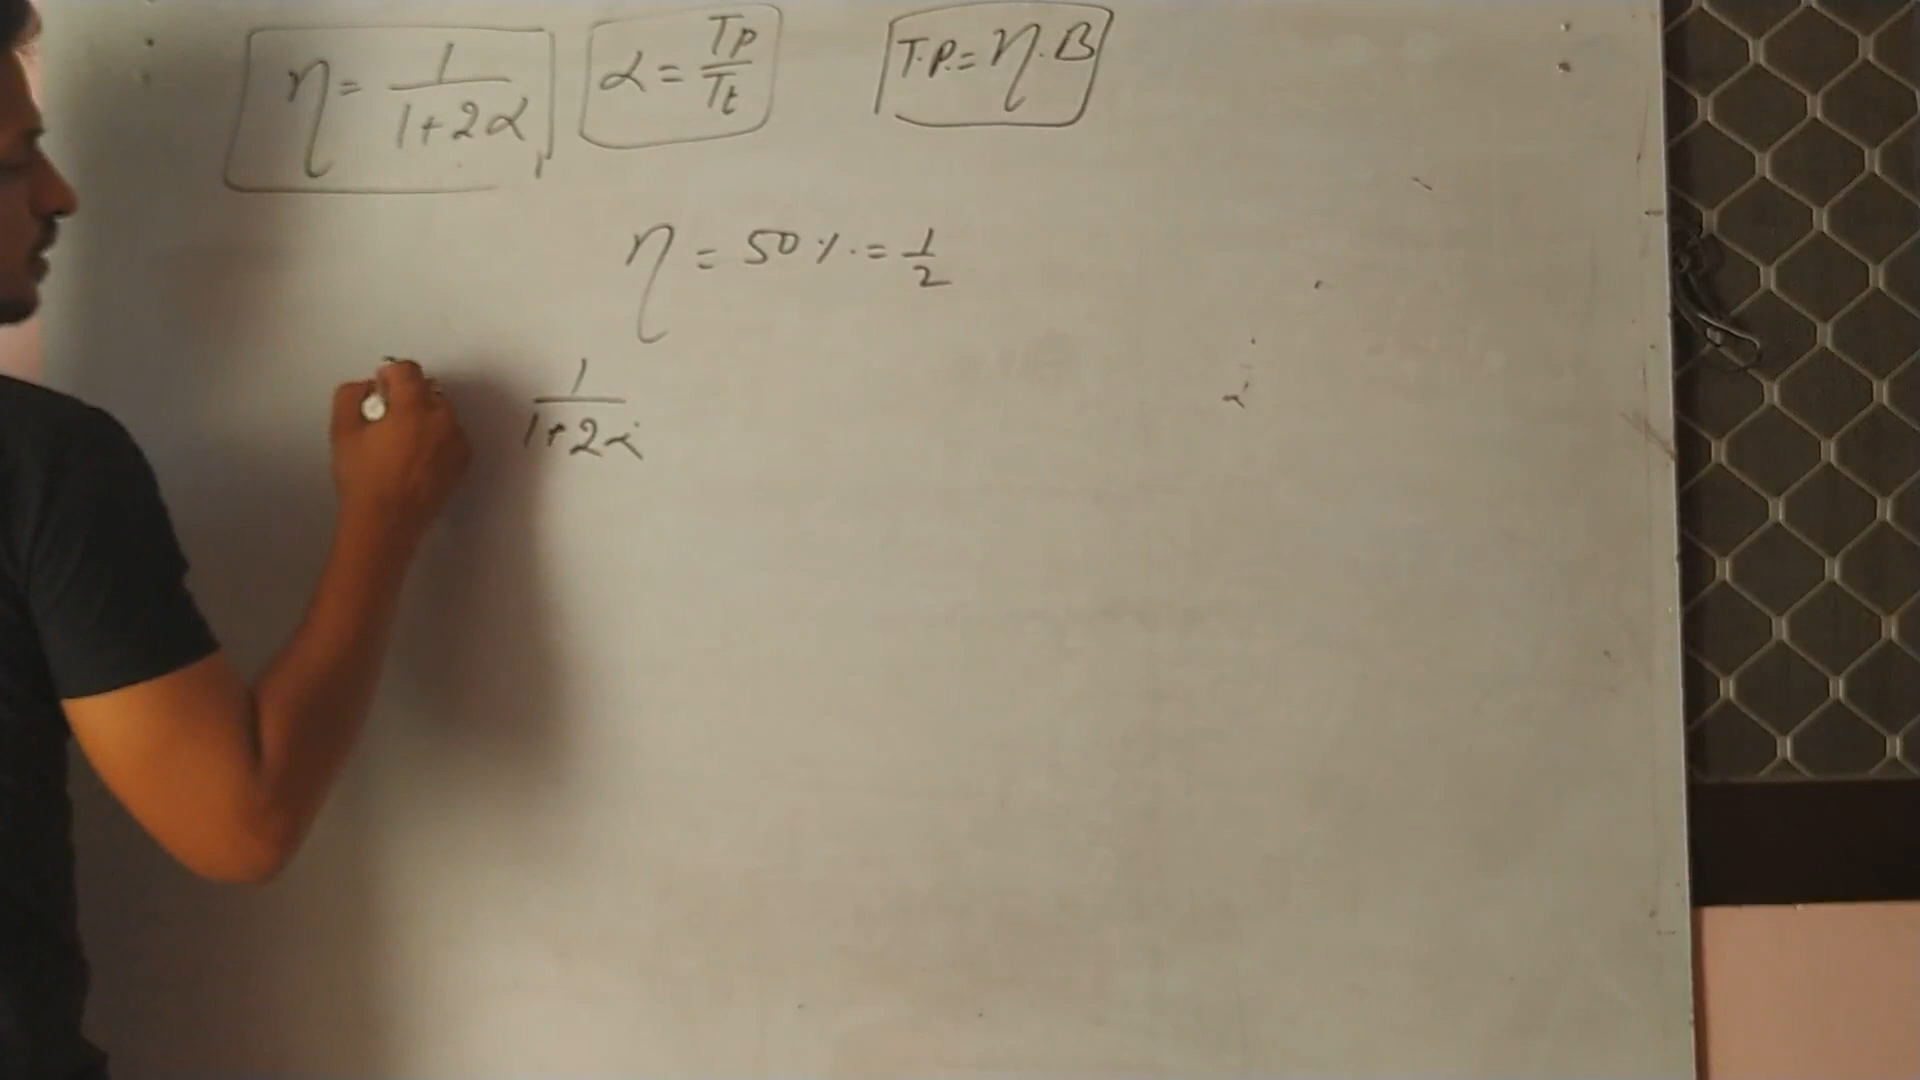 η = 1/(1+2α)   α = Tp/Tt   T.P. = η.B
η = 50 % = 1/2
1/(1+2α)